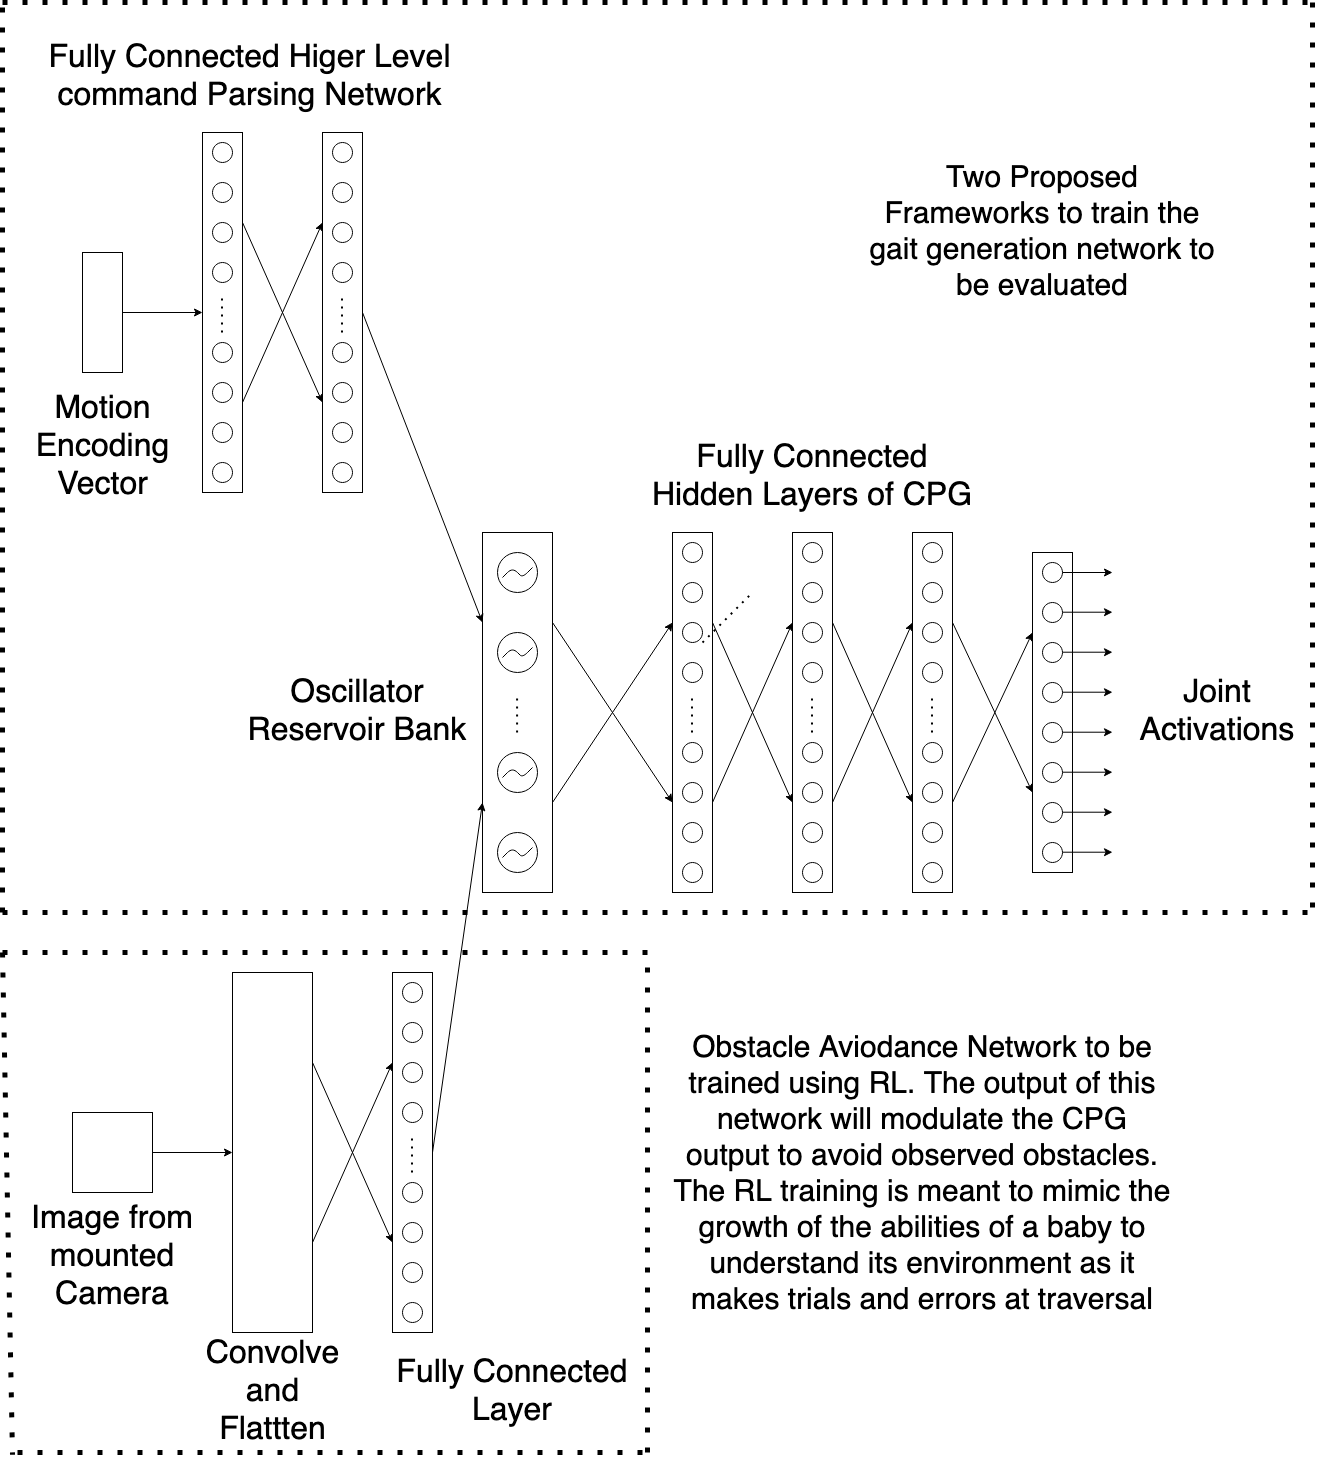 Fully Connected Higer Level
command Parsing Network
Two Proposed
Frameworks to train the
gait generation network to
be evaluated
Motion
Encoding
Vector
Fully Connected
Hidden Layers of CPG
Oscillator
Reservoir Bank
Joint
Activations
Obstacle Aviodance Network to be
trained using RL. The output of this
network will modulate the CPG
output to avoid observed obstacles.
The RL training is meant to mimic the
growth of the abilities of a baby to
understand its environment as it
makes trials and errors at traversal
Image from
mounted
Camera
Convolve
and
Flattten
Fully Connected
Layer